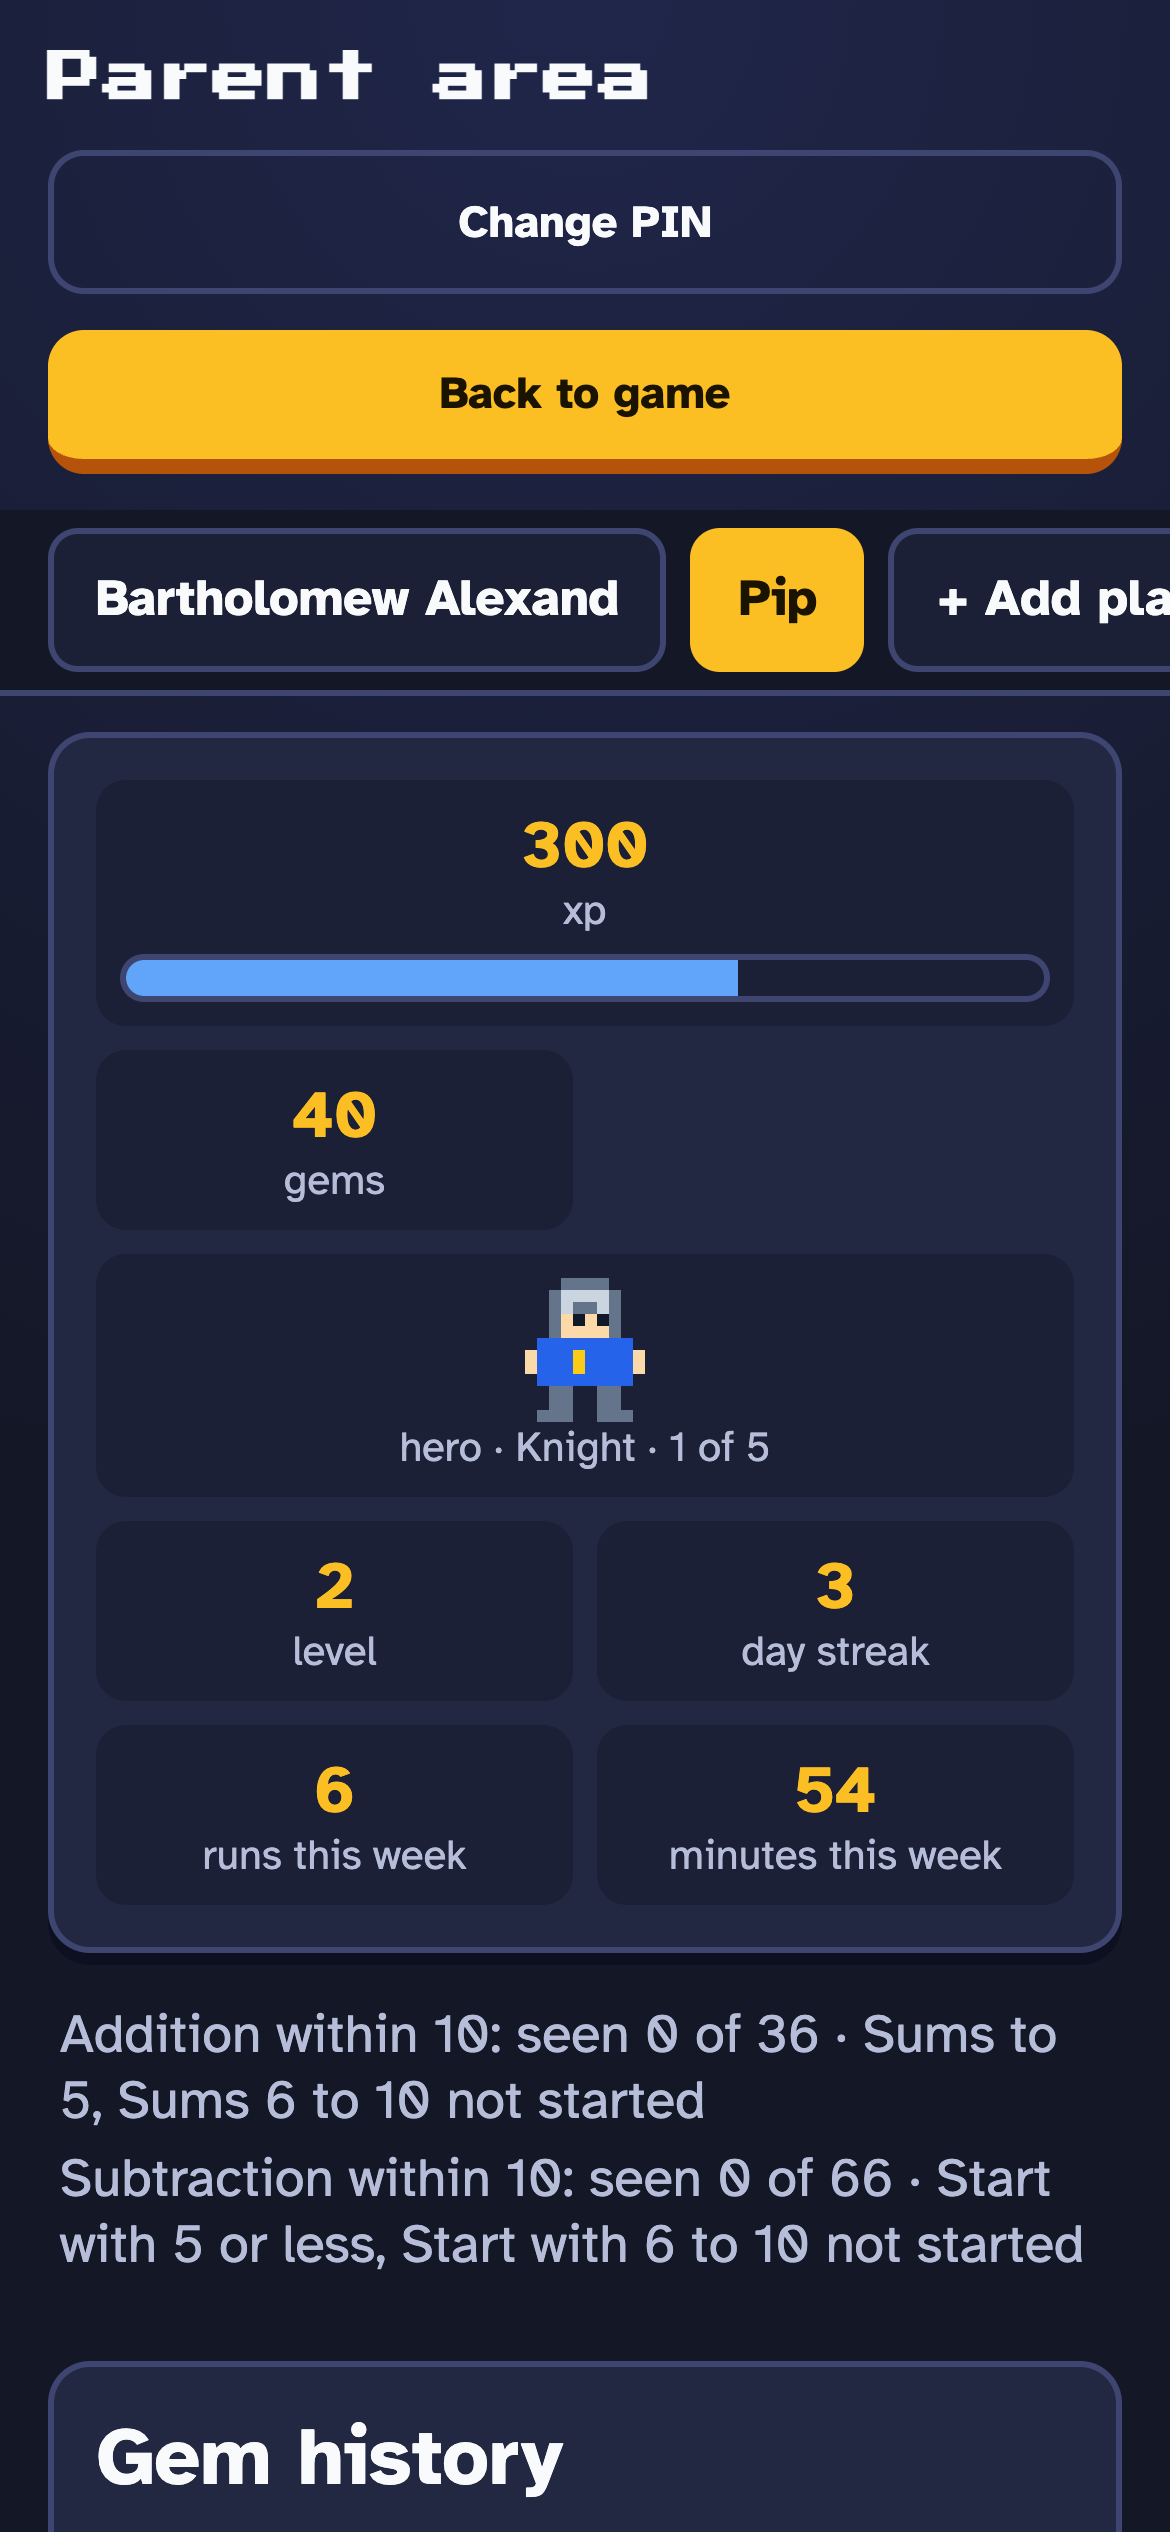 Parent area
Change PIN
Back to game
Bartholomew Alexand
Pip
+ Add pla
300
xp
40
gems
hero · Knight · 1 of 5
2
level
3
day streak
6
runs this week
54
minutes this week
Addition within 10: seen 0 of 36 · Sums to
5, Sums 6 to 10 not started
Subtraction within 10: seen 0 of 66 · Start
with 5 or less, Start with 6 to 10 not started
Gem history